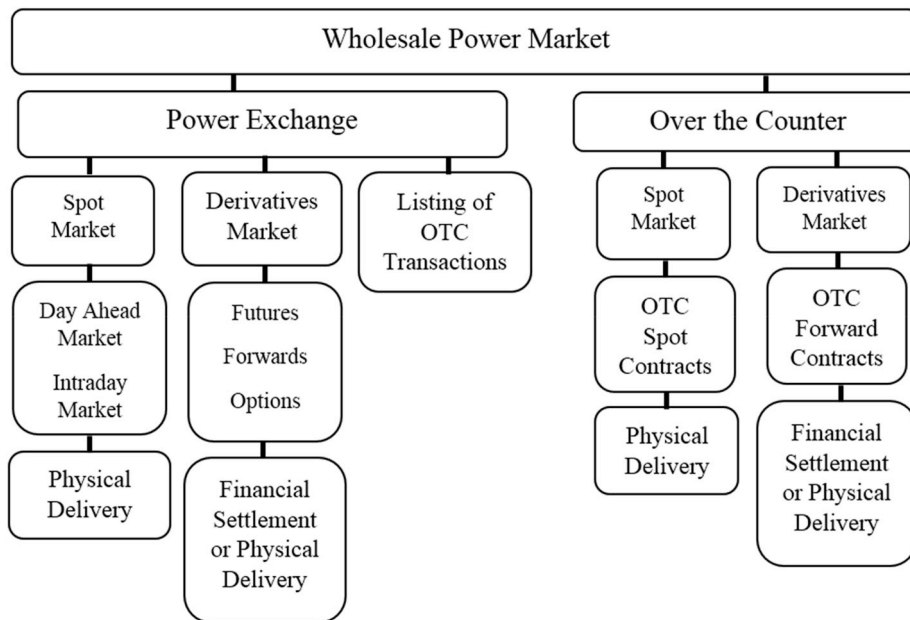 Wholesale Power Market
Power Exchange
Over the Counter
Spot
Market
Derivatives
Market
Listing of
OTC
Transactions
Spot
Market
Derivatives
Market
Day Ahead
Market
Intraday
Market
Futures
Forwards
Options
OTC
Spot
Contracts
OTC
Forward
Contracts
Physical
Delivery
Financial
Settlement
or Physical
Delivery
Physical
Delivery
Financial
Settlement
or Physical
Delivery